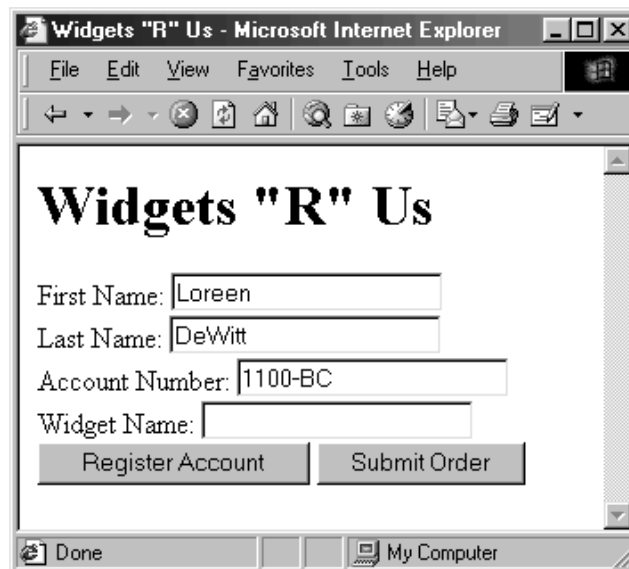 Widgets "R" Us - Microsoft Internet Explorer
File Edit View Favorites Tools Help
Widgets "R" Us
First Name: Loreen
Last Name: DeWitt
Account Number: 1100-BC
Widget Name:
Register Account Submit Order
Done My Computer